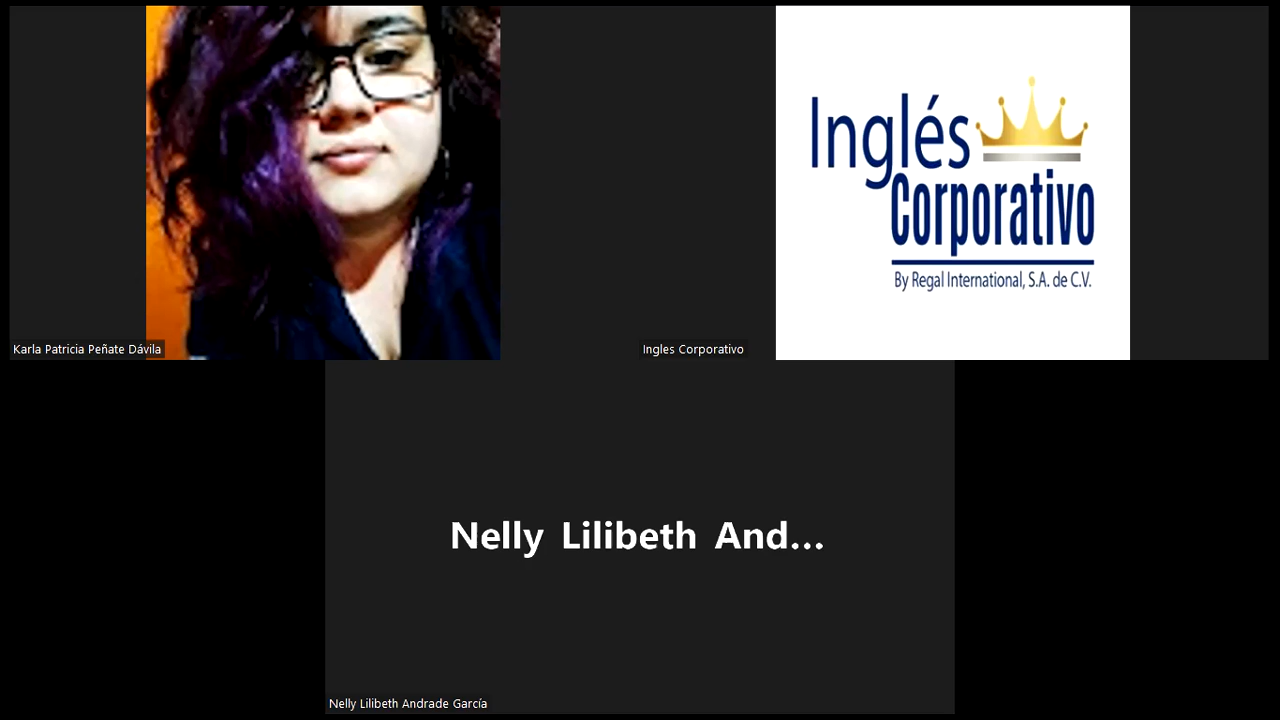 Inglés
Corporativo
By Regal International, S.A. de C.V.
Karla Patricia Peñate Dávila
Ingles Corporativo
Nelly Lilibeth And...
Nelly Lilibeth Andrade García